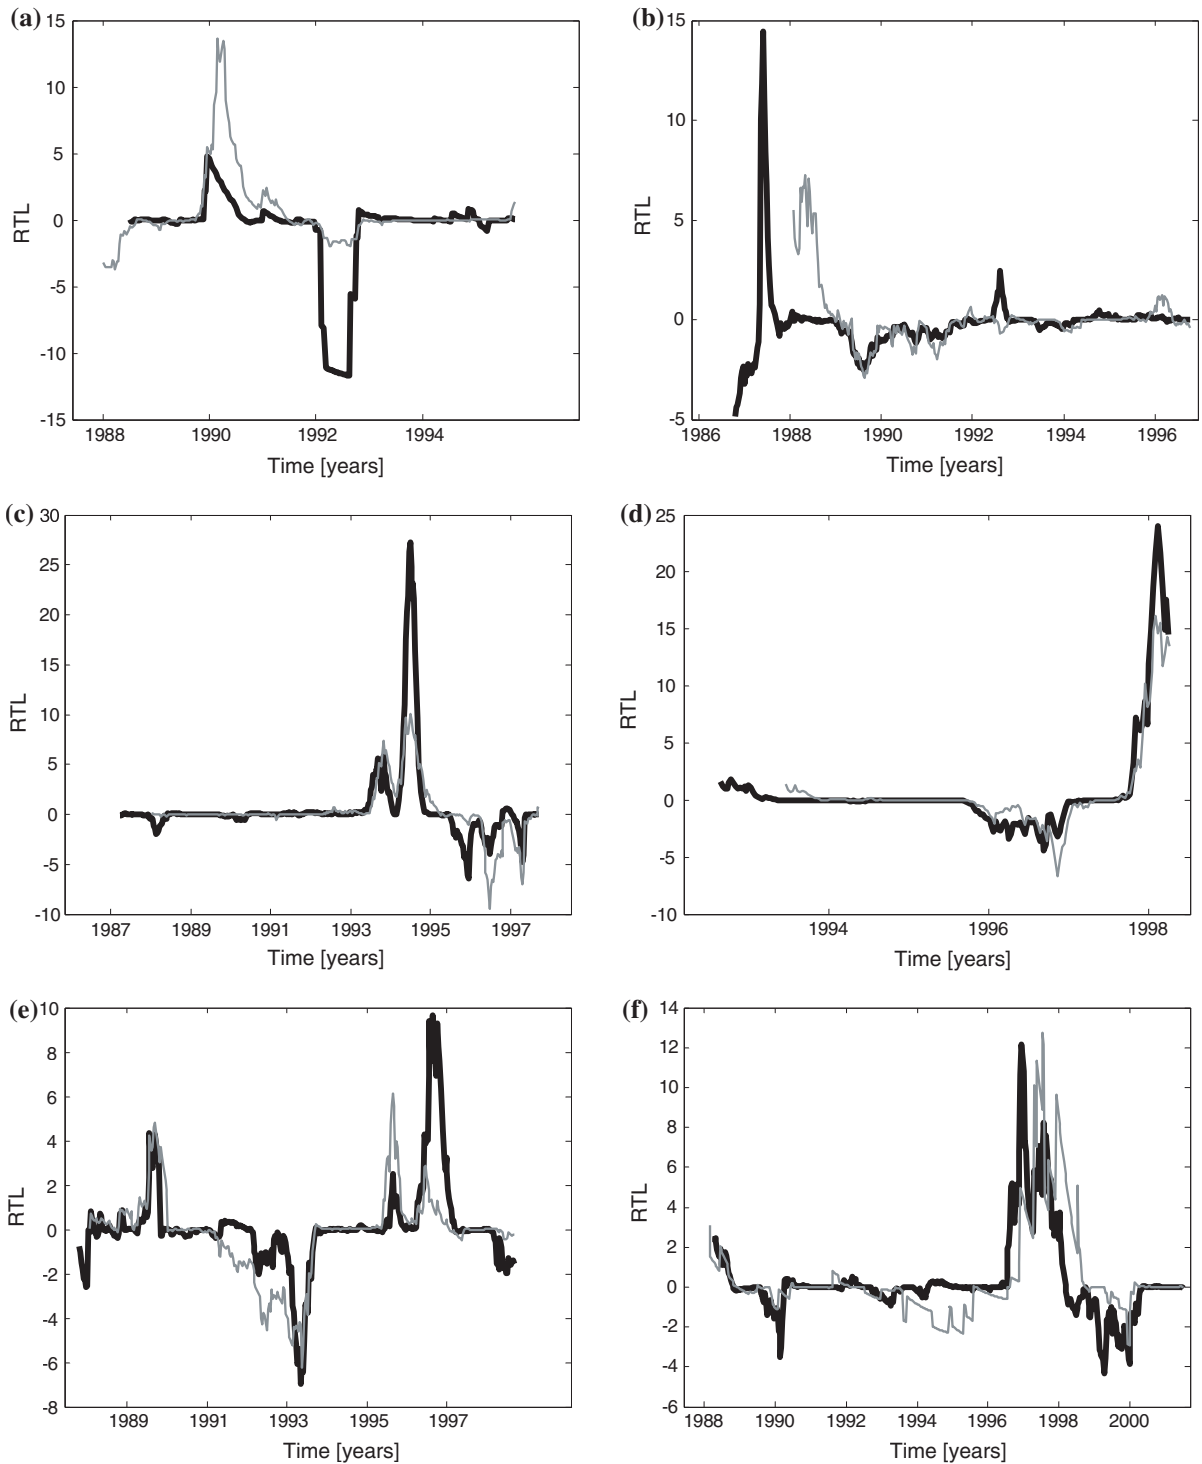 (a)
15
10
5
0
-5
-10
-15
RTL
1988 1990 1992 1994
Time [years]
(b)
15
10
5
0
-5
RTL
1986 1988 1990 1992 1994 1996
Time [years]
(c)
30
25
20
15
10
5
0
-5
-10
RTL
1987 1989 1991 1993 1995 1997
Time [years]
(d)
25
20
15
10
5
0
-5
-10
RTL
1994 1996 1998
Time [years]
(e)
10
8
6
4
2
0
-2
-4
-6
-8
RTL
1989 1991 1993 1995 1997
Time [years]
(f)
14
12
10
8
6
4
2
0
-2
-4
-6
RTL
1988 1990 1992 1994 1996 1998 2000
Time [years]